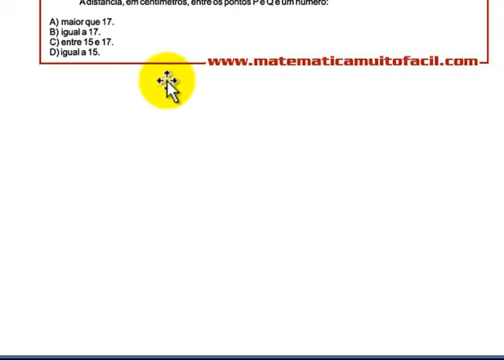 A distância, em centímetros, entre os pontos P e Q é um número:
A) maior que 17.
B) igual a 17.
C) entre 15 e 17.
D) igual a 15.
www.matematicamuitofacil.com